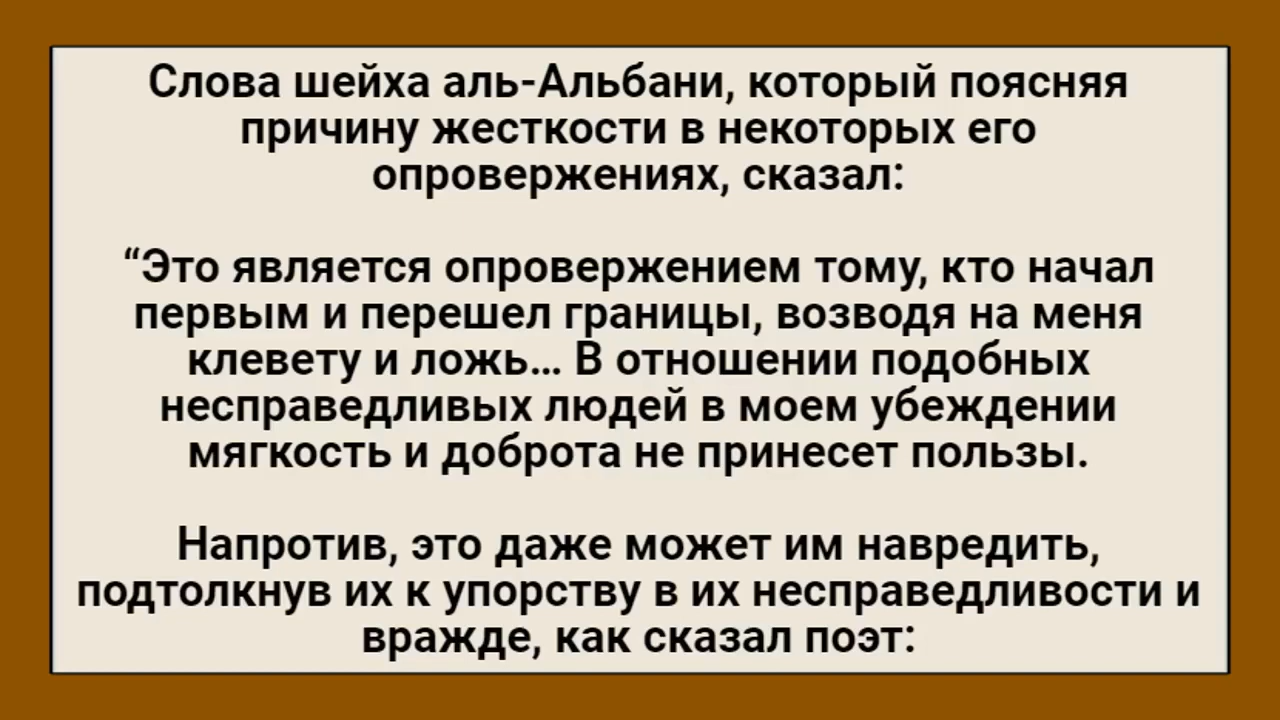 Слова шейха аль-Альбани, который поясняя
причину жесткости в некоторых его
опровержениях, сказал:
“Это является опровержением тому, кто начал
первым и перешел границы, возводя на меня
клевету и ложь… В отношении подобных
несправедливых людей в моем убеждении
мягкость и доброта не принесет пользы.
Напротив, это даже может им навредить,
подтолкнув их к упорству в их несправедливости и
вражде, как сказал поэт: